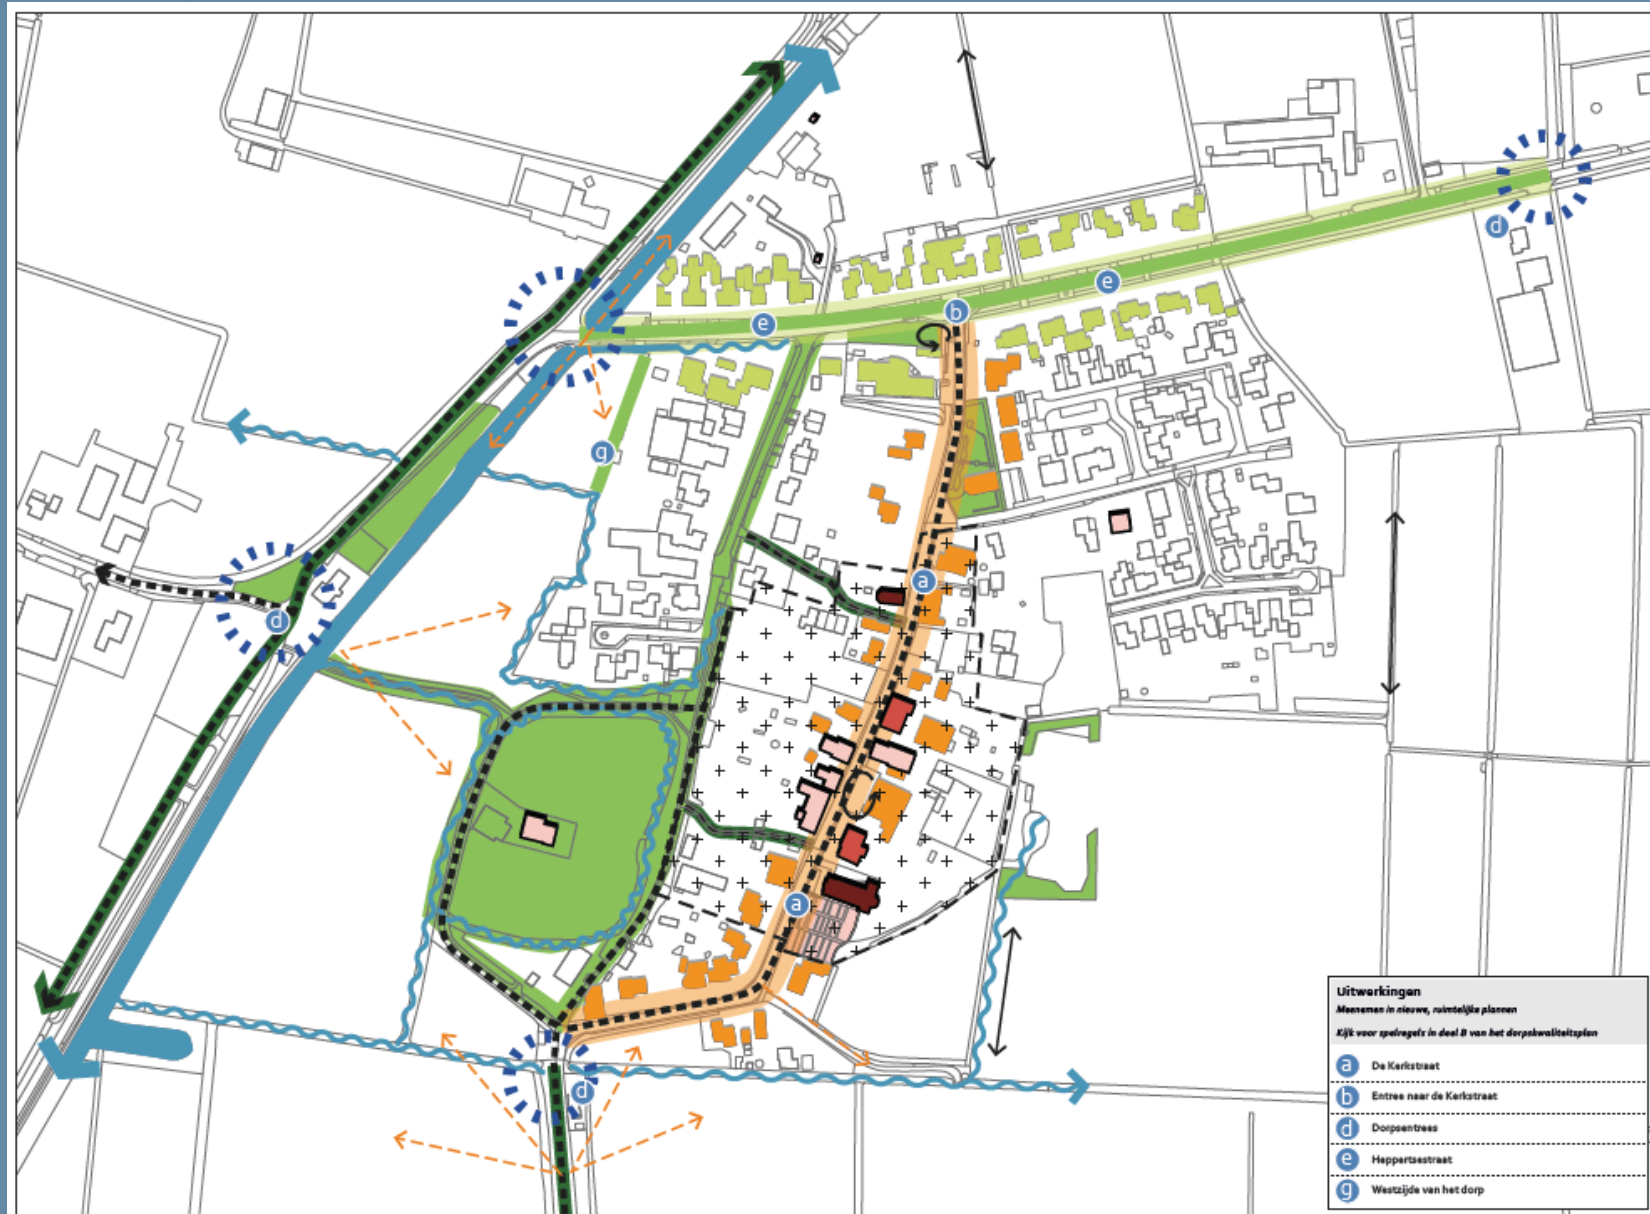 d
e
b
e
g
a
d
a
d
Uitwerkingen
Meenemen in nieuwe, ruimtelijke plannen
Kijk voor spelregels in deel B van het dorpskwaliteitsplan
a De Kerkstraat
b Entree naar de Kerkstraat
d Dorpsentrees
e Heppertsestraat
g Westzijde van het dorp